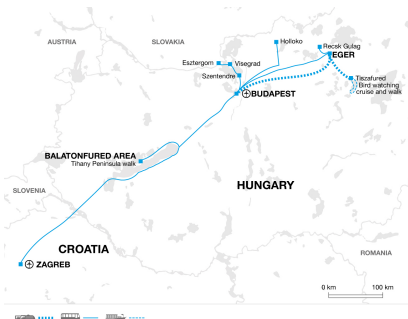 AUSTRIA
SLOVAKIA
Holloko
Recsk Gulag
EGER
Esztergom
Visegrad
Szentendre
Tiszafured
Bird watching
cruise and walk
BUDAPEST
BALATONFURED AREA
Tihany Peninsula walk
HUNGARY
SLOVENIA
CROATIA
ROMANIA
ZAGREB
0 km
100 km